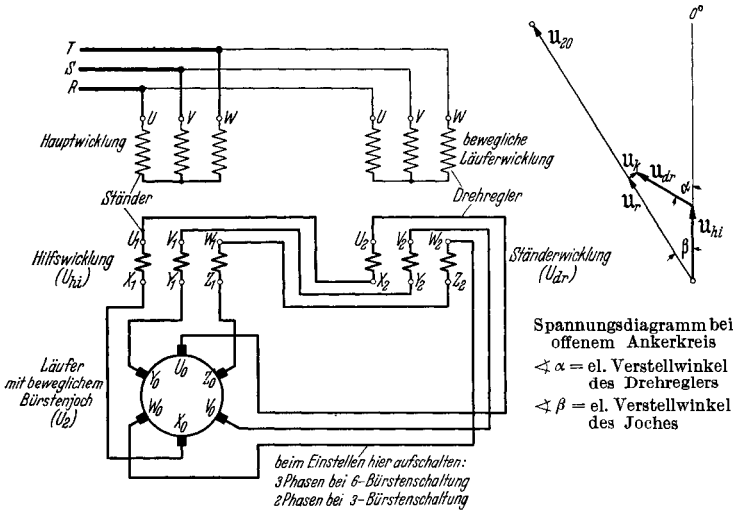 T
S
R
U V W
U V W
Hauptwicklung
bewegliche
Läuferwicklung
Ständer
Drehregler
U1 V1 W1
U2 V2 W2
Hilfswicklung
(Uhi)
X1 Y1 Z1
X2 Y2 Z2
Ständerwicklung
(Udr)
Läufer
mit beweglichem
Bürstenjoch
(U2)
U0
Y0 Z0
W0 V0
X0
beim Einstellen hier aufschalten:
3 Phasen bei 6-Bürstenschaltung
2 Phasen bei 3-Bürstenschaltung
0°
𝔘20
𝔘k
𝔘dr
𝔘r
α
𝔘hi
β
Spannungsdiagramm bei
offenem Ankerkreis
∢ α = el. Verstellwinkel
des Drehreglers
∢ β = el. Verstellwinkel
des Joches